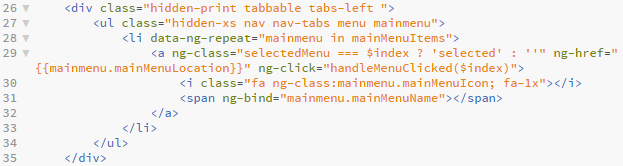 26 <div class="hidden-print tabbable tabs-left ">
27 <ul class="hidden-xs nav nav-tabs menu mainmenu">
28 <li data-ng-repeat="mainmenu in mainMenuItems">
29 <a ng-class="selectedMenu === $index ? 'selected' : ''" ng-href="
{{mainmenu.mainMenuLocation}}" ng-click="handleMenuClicked($index)">
30 <i class="fa ng-class:mainmenu.mainMenuIcon; fa-1x"></i>
31 <span ng-bind="mainmenu.mainMenuName"></span>
32 </a>
33 </li>
34 </ul>
35 </div>